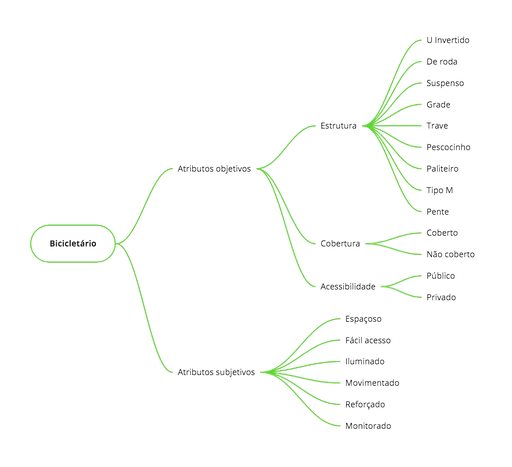 Bicicletário
Atributos objetivos
Estrutura
U Invertido
De roda
Suspenso
Grade
Trave
Pescocinho
Paliteiro
Tipo M
Pente
Cobertura
Coberto
Não coberto
Acessibilidade
Público
Privado
Atributos subjetivos
Espaçoso
Fácil acesso
Iluminado
Movimentado
Reforçado
Monitorado